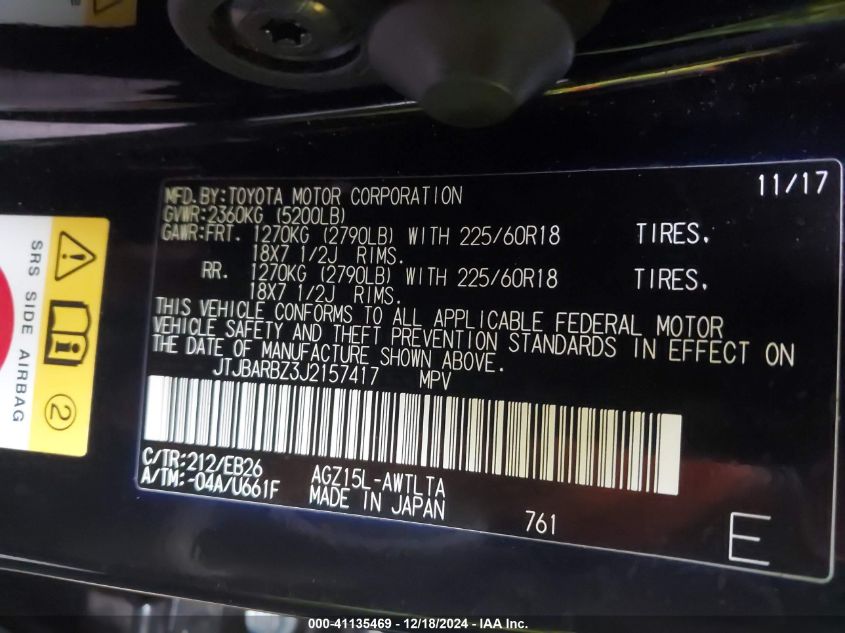 11/17
MFD.BY:TOYOTA MOTOR CORPORATION
GVWR:2360KG (5200LB)
GAWR:FRT. 1270KG (2790LB) WITH 225/60R18 TIRES.
18X7 1/2J RIMS.
RR. 1270KG (2790LB) WITH 225/60R18 TIRES.
18X7 1/2J RIMS.
THIS VEHICLE CONFORMS TO ALL APPLICABLE FEDERAL MOTOR
VEHICLE SAFETY AND THEFT PREVENTION STANDARDS IN EFFECT ON
THE DATE OF MANUFACTURE SHOWN ABOVE.
JTJBARBZ3J2157417 MPV
C/TR:212/EB26
A/TM:-04A/U661F
AGZ15L-AWTLTA
MADE IN JAPAN
761
E
SRS SIDE AIRBAG
2
000-41135469 - 12/18/2024 - IAA Inc.